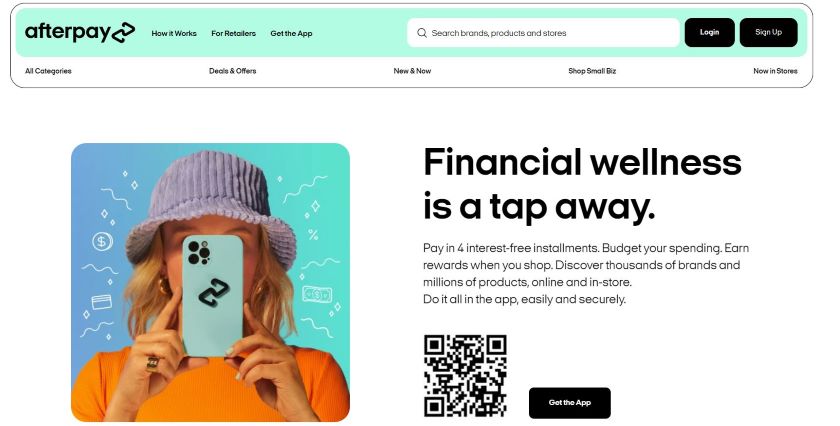 afterpay
How it Works
For Retailers
Get the App
Search brands, products and stores
Login
Sign Up
All Categories
Deals & Offers
New & Now
Shop Small Biz
Now in Stores
Financial wellness
is a tap away.
Pay in 4 interest-free installments. Budget your spending. Earn
rewards when you shop. Discover thousands of brands and
millions of products, online and in-store.
Do it all in the app, easily and securely.
Get the App